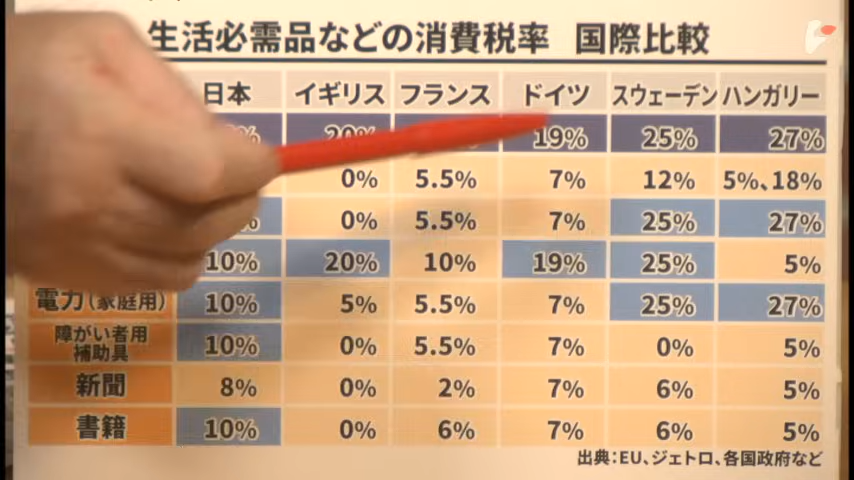 生活必需品などの消費税率 国際比較
日本 イギリス フランス ドイツ スウェーデン ハンガリー
20% 19% 25% 27%
0% 5.5% 7% 12% 5%、18%
0% 5.5% 7% 25% 27%
10% 20% 10% 19% 25% 5%
電力(家庭用) 10% 5% 5.5% 7% 25% 27%
障がい者用
補助具 10% 0% 5.5% 7% 0% 5%
新聞 8% 0% 2% 7% 6% 5%
書籍 10% 0% 6% 7% 6% 5%
出典:EU、ジェトロ、各国政府など